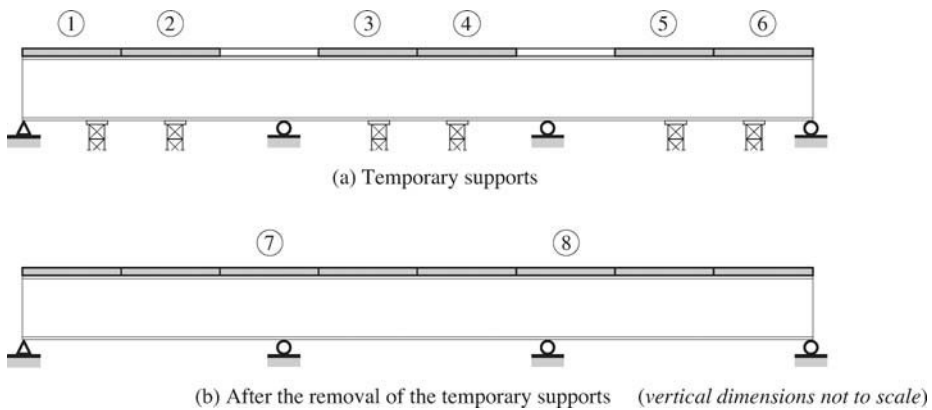 ① ② ③ ④ ⑤ ⑥
(a) Temporary supports
⑦ ⑧
(b) After the removal of the temporary supports (vertical dimensions not to scale)